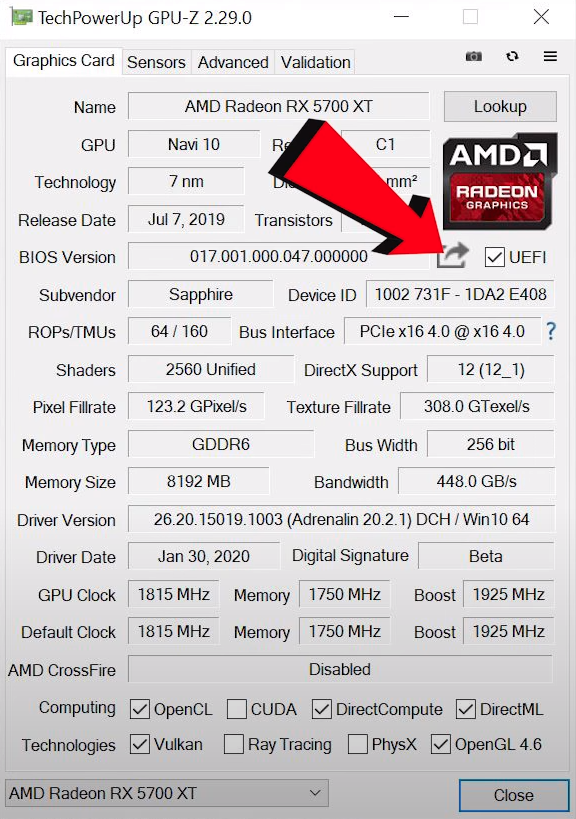 TechPowerUp GPU-Z 2.29.0
Graphics Card Sensors Advanced Validation
Name AMD Radeon RX 5700 XT Lookup
GPU Navi 10 Re C1
Technology 7 nm Di mm²
AMD
RADEON
GRAPHICS
Release Date Jul 7, 2019 Transistors
BIOS Version 017.001.000.047.000000 UEFI
Subvendor Sapphire Device ID 1002 731F - 1DA2 E408
ROPs/TMUs 64 / 160 Bus Interface PCIe x16 4.0 @ x16 4.0 ?
Shaders 2560 Unified DirectX Support 12 (12_1)
Pixel Fillrate 123.2 GPixel/s Texture Fillrate 308.0 GTexel/s
Memory Type GDDR6 Bus Width 256 bit
Memory Size 8192 MB Bandwidth 448.0 GB/s
Driver Version 26.20.15019.1003 (Adrenalin 20.2.1) DCH / Win10 64
Driver Date Jan 30, 2020 Digital Signature Beta
GPU Clock 1815 MHz Memory 1750 MHz Boost 1925 MHz
Default Clock 1815 MHz Memory 1750 MHz Boost 1925 MHz
AMD CrossFire Disabled
Computing OpenCL CUDA DirectCompute DirectML
Technologies Vulkan Ray Tracing PhysX OpenGL 4.6
AMD Radeon RX 5700 XT Close